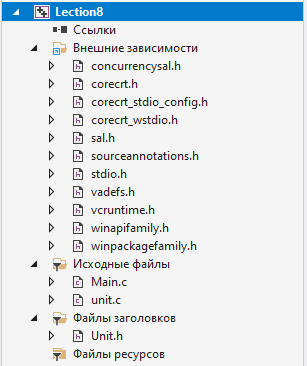 Lection8
Ссылки
Внешние зависимости
concurrencysal.h
corecrt.h
corecrt_stdio_config.h
corecrt_wstdio.h
sal.h
sourceannotations.h
stdio.h
vadefs.h
vcruntime.h
winapifamily.h
winpackagefamily.h
Исходные файлы
Main.c
unit.c
Файлы заголовков
Unit.h
Файлы ресурсов